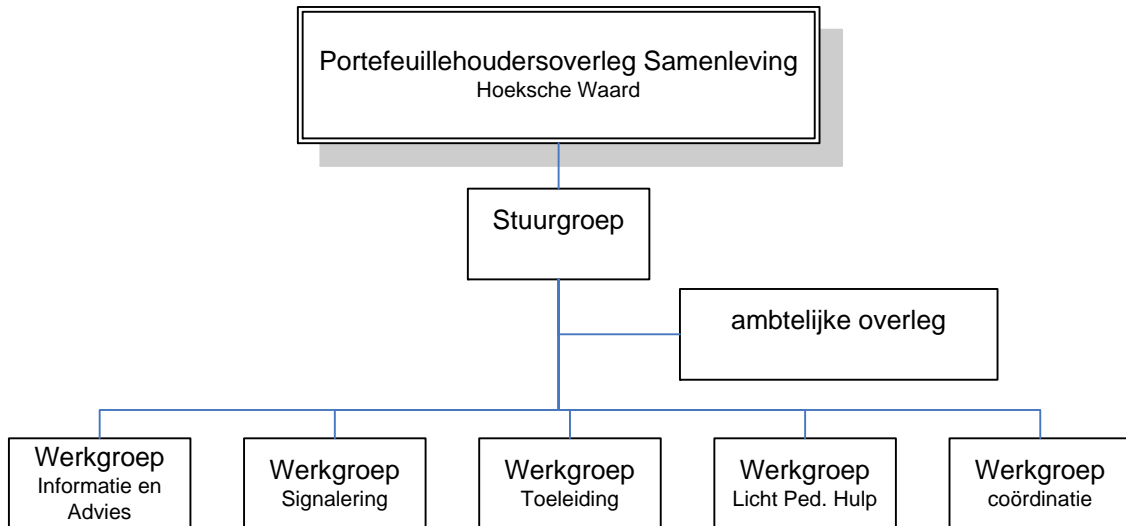 Portefeuillehoudersoverleg Samenleving
Hoeksche Waard
Stuurgroep
ambtelijke overleg
Werkgroep
Informatie en
Advies
Werkgroep
Signalering
Werkgroep
Toeleiding
Werkgroep
Licht Ped. Hulp
Werkgroep
coördinatie